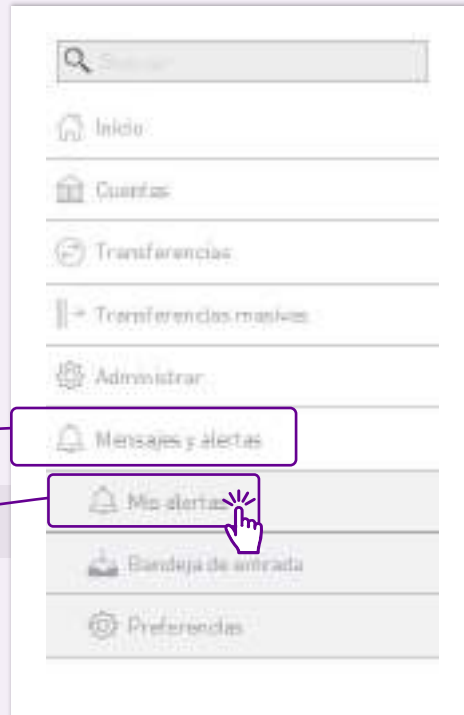 Inicio
Cuentas
Transferencias
Transferencias masivas
Administrar
Mensajes y alertas
Mis alertas
Bandeja de entrada
Preferencias